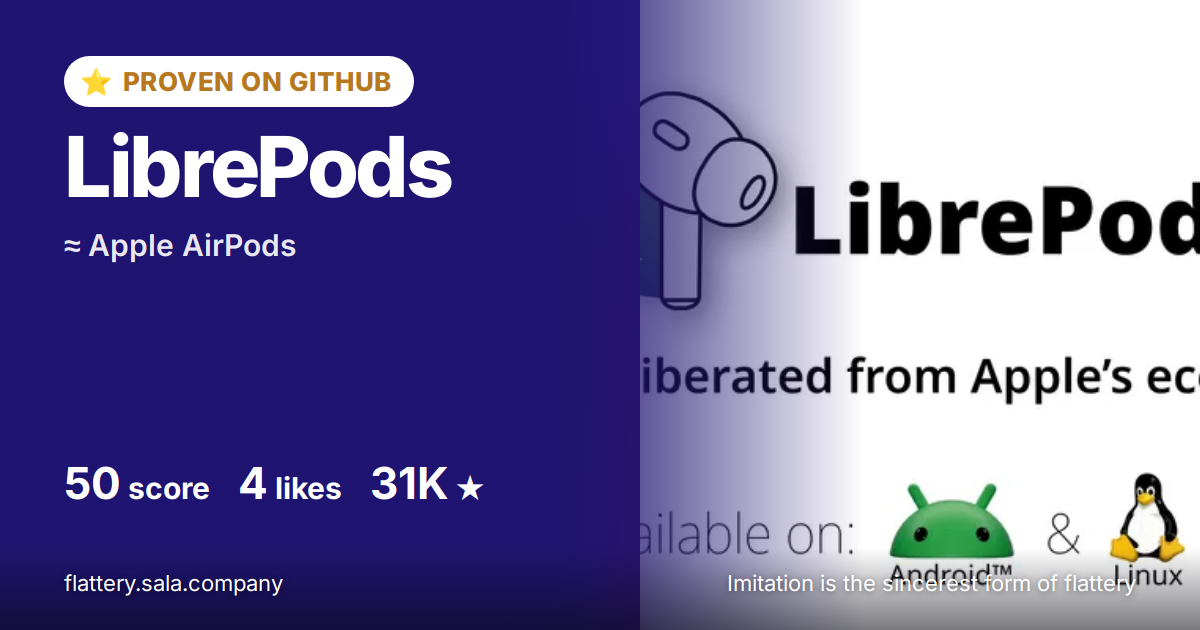 ⭐ PROVEN ON GITHUB
LibrePods
≈ Apple AirPods
50 score 4 likes 31K ★
flattery.sala.company
LibrePod
iberated from Apple’s ec
ailable on:
&
Android™
Linux
Imitation is the sincerest form of flattery